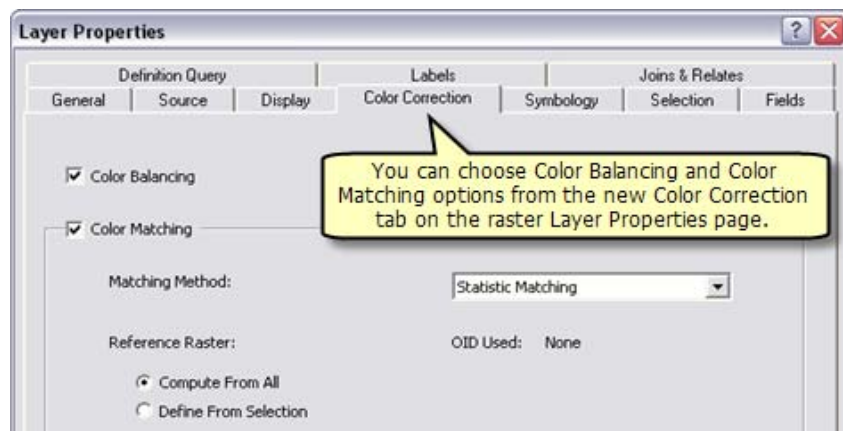 Layer Properties
Definition Query Labels Joins & Relates
General Source Display Color Correction Symbology Selection Fields
Color Balancing
You can choose Color Balancing and Color
Matching options from the new Color Correction
tab on the raster Layer Properties page.
Color Matching
Matching Method: Statistic Matching
Reference Raster: OID Used: None
Compute From All
Define From Selection